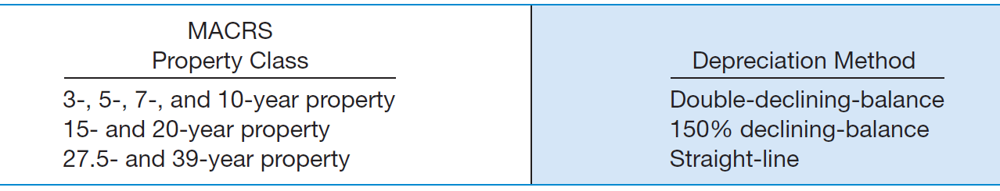 MACRS
Property Class
Depreciation Method
3-, 5-, 7-, and 10-year property Double-declining-balance
15- and 20-year property 150% declining-balance
27.5- and 39-year property Straight-line